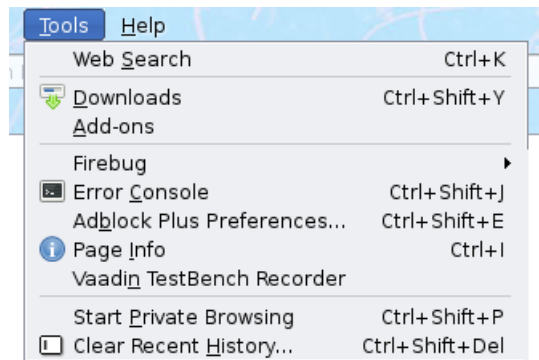 Tools Help
Web Search Ctrl+K
Downloads Ctrl+Shift+Y
Add-ons
Firebug
Error Console Ctrl+Shift+J
Adblock Plus Preferences... Ctrl+Shift+E
Page Info Ctrl+I
Vaadin TestBench Recorder
Start Private Browsing Ctrl+Shift+P
Clear Recent History... Ctrl+Shift+Del